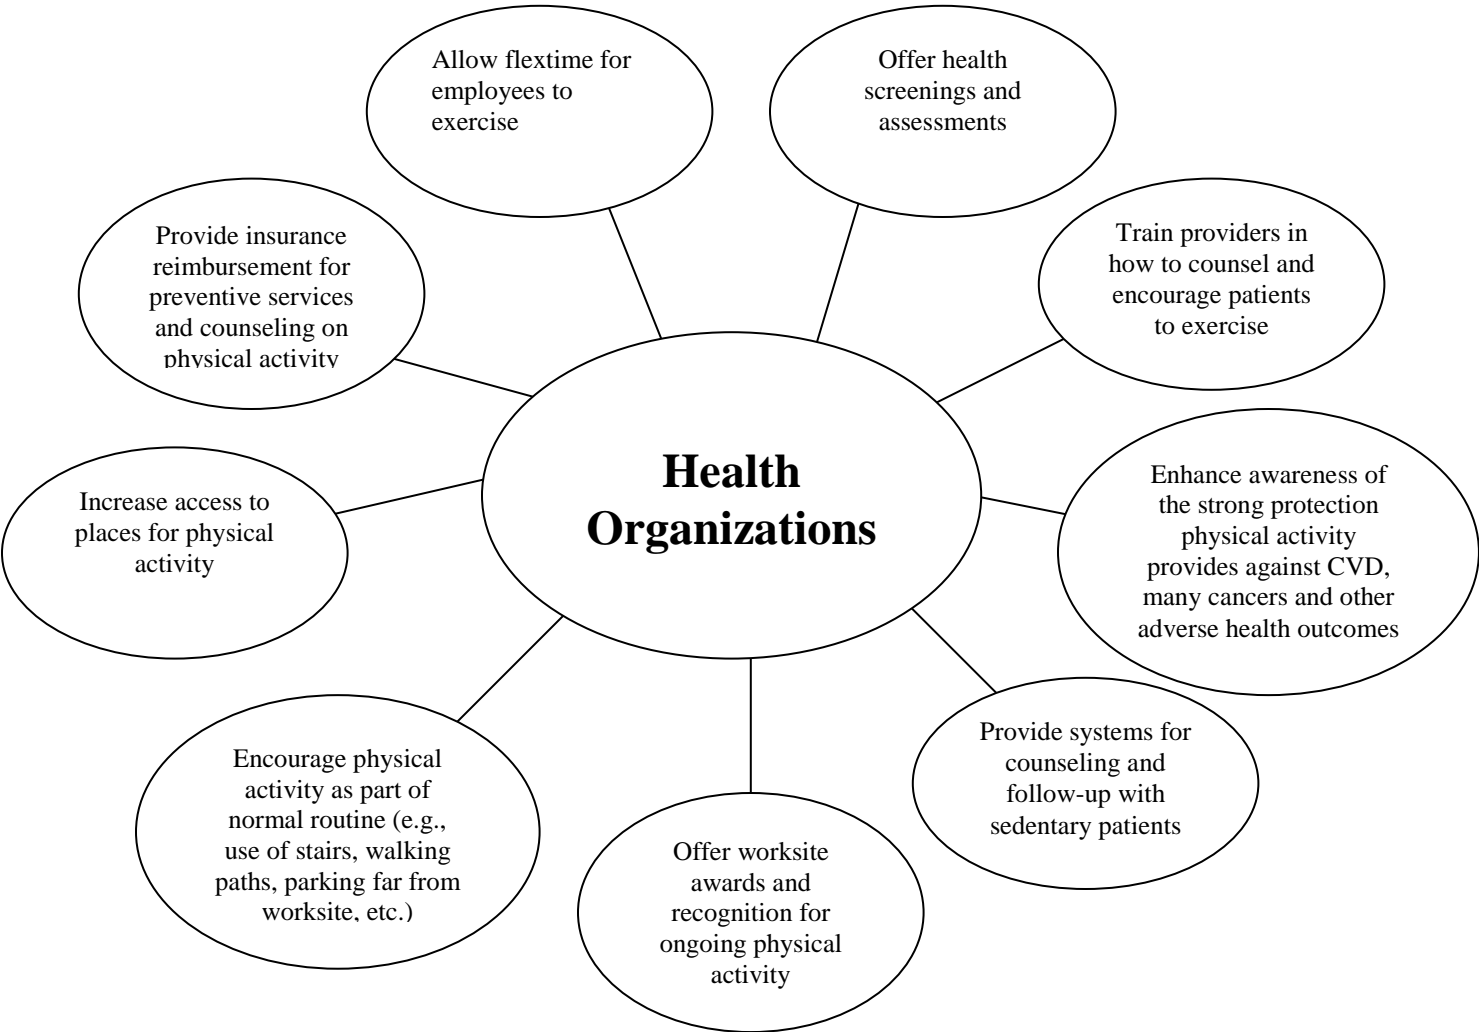 Allow flextime for
employees to
exercise
Offer health
screenings and
assessments
Provide insurance
reimbursement for
preventive services
and counseling on
physical activity
Train providers in
how to counsel and
encourage patients
to exercise
Health
Organizations
Increase access to
places for physical
activity
Enhance awareness of
the strong protection
physical activity
provides against CVD,
many cancers and other
adverse health outcomes
Encourage physical
activity as part of
normal routine (e.g.,
use of stairs, walking
paths, parking far from
worksite, etc.)
Offer worksite
awards and
recognition for
ongoing physical
activity
Provide systems for
counseling and
follow-up with
sedentary patients